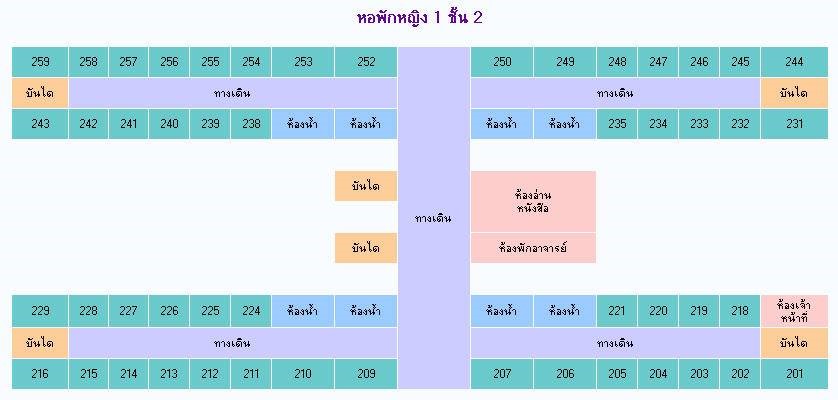 หอพักหญิง 1 ชั้น 2
259 258 257 256 255 254 253 252 250 249 248 247 246 245 244
บันได ทางเดิน ทางเดิน บันได
243 242 241 240 239 238 ห้องน้ำ ห้องน้ำ ห้องน้ำ ห้องน้ำ 235 234 233 232 231
บันได
ห้องอ่าน
หนังสือ
ทางเดิน
บันได ห้องพักอาจารย์
229 228 227 226 225 224 ห้องน้ำ ห้องน้ำ ห้องน้ำ ห้องน้ำ 221 220 219 218 ห้องเจ้า
หน้าที่
บันได ทางเดิน ทางเดิน บันได
216 215 214 213 212 211 210 209 207 206 205 204 203 202 201